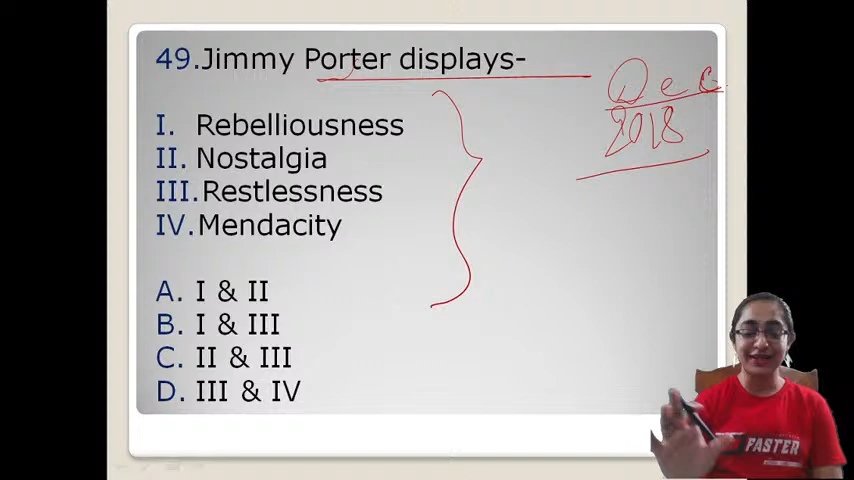 49.Jimmy Porter displays-
Dec
2018
I. Rebelliousness
II. Nostalgia
III.Restlessness
IV.Mendacity
A. I & II
B. I & III
C. II & III
D. III & IV
FASTER